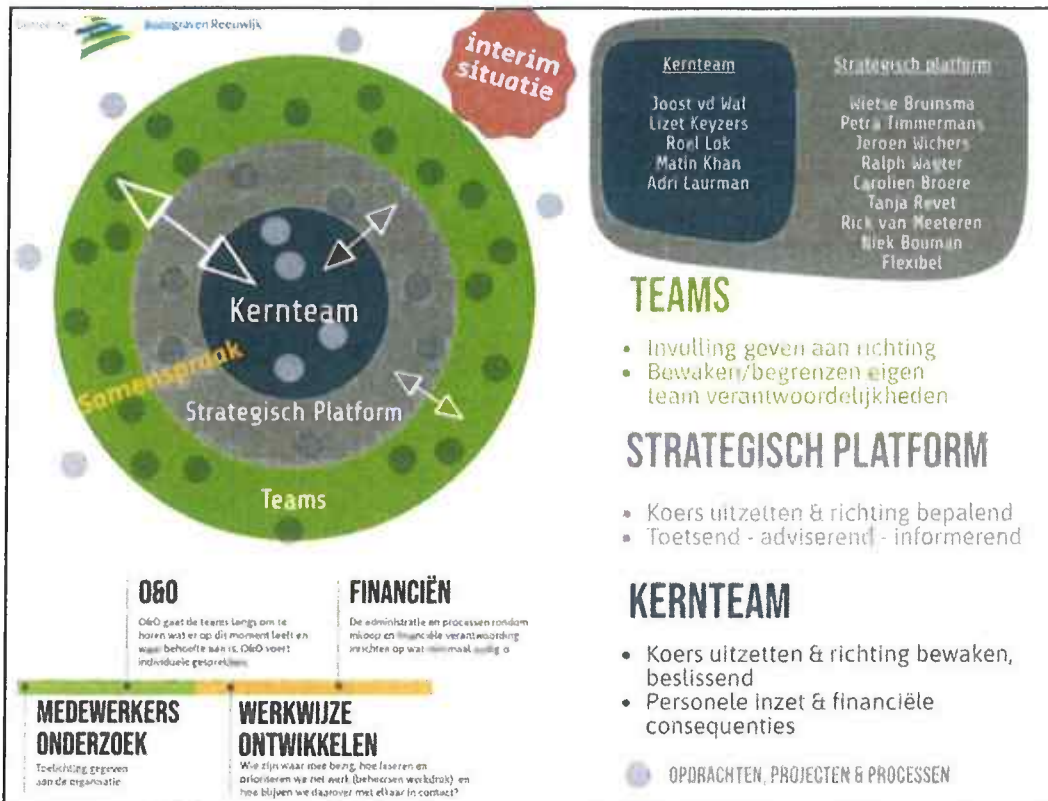 Bodegraven Reeuwijk
interim
situatie
Kernteam
Joost vd Wal
Lizet Keyzers
Roel Lok
Matin Khan
Adri Laurman
Strategisch platform
Wietse Bruinsma
Petra Timmermans
Jeroen Wichers
Ralph
Carolien Broere
Tanja Revet
Rick van Meeteren
Niek Bouman
Flexibel
Kernteam
Samenspraak
Strategisch Platform
Teams
TEAMS
• Invulling geven aan richting
• Bewaken/begrenzen eigen
team verantwoordelijkheden
STRATEGISCH PLATFORM
• Koers uitzetten & richting bepalend
• Toetsend - adviserend - informerend
KERNTEAM
• Koers uitzetten & richting bewaken,
beslissend
• Personele inzet & financiële
consequenties
OPDRACHTEN, PROJECTEN & PROCESSEN
O&O
O&O gaat de teams langs om te
horen wat er op dit moment leeft en
waar behoefte aan is. O&O voert
individuele gesprekken
FINANCIËN
De administratie en processen rondom
inkoop en financiële verantwoording
inrichten op wat minimaal nodig is
MEDEWERKERS
ONDERZOEK
Toelichting gegeven
aan de organisatie
WERKWIJZE
ONTWIKKELEN
Wie zijn waar mee bezig, hoe faseren en
prioriteren we het werk (beheersen werkdruk) en
hoe blijven we daarover met elkaar in contact?